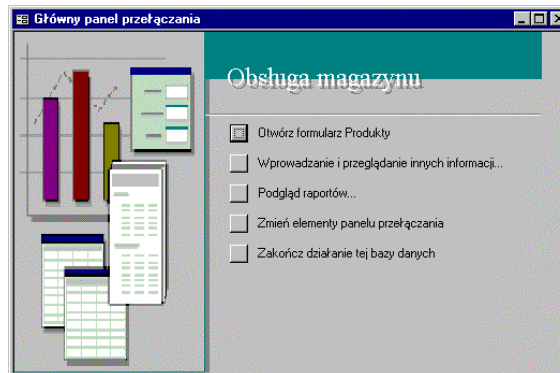 Główny panel przełączania
Obsługa magazynu
Otwórz formularz Produkty
Wprowadzanie i przeglądanie innych informacji...
Podgląd raportów...
Zmień elementy panelu przełączania
Zakończ działanie tej bazy danych